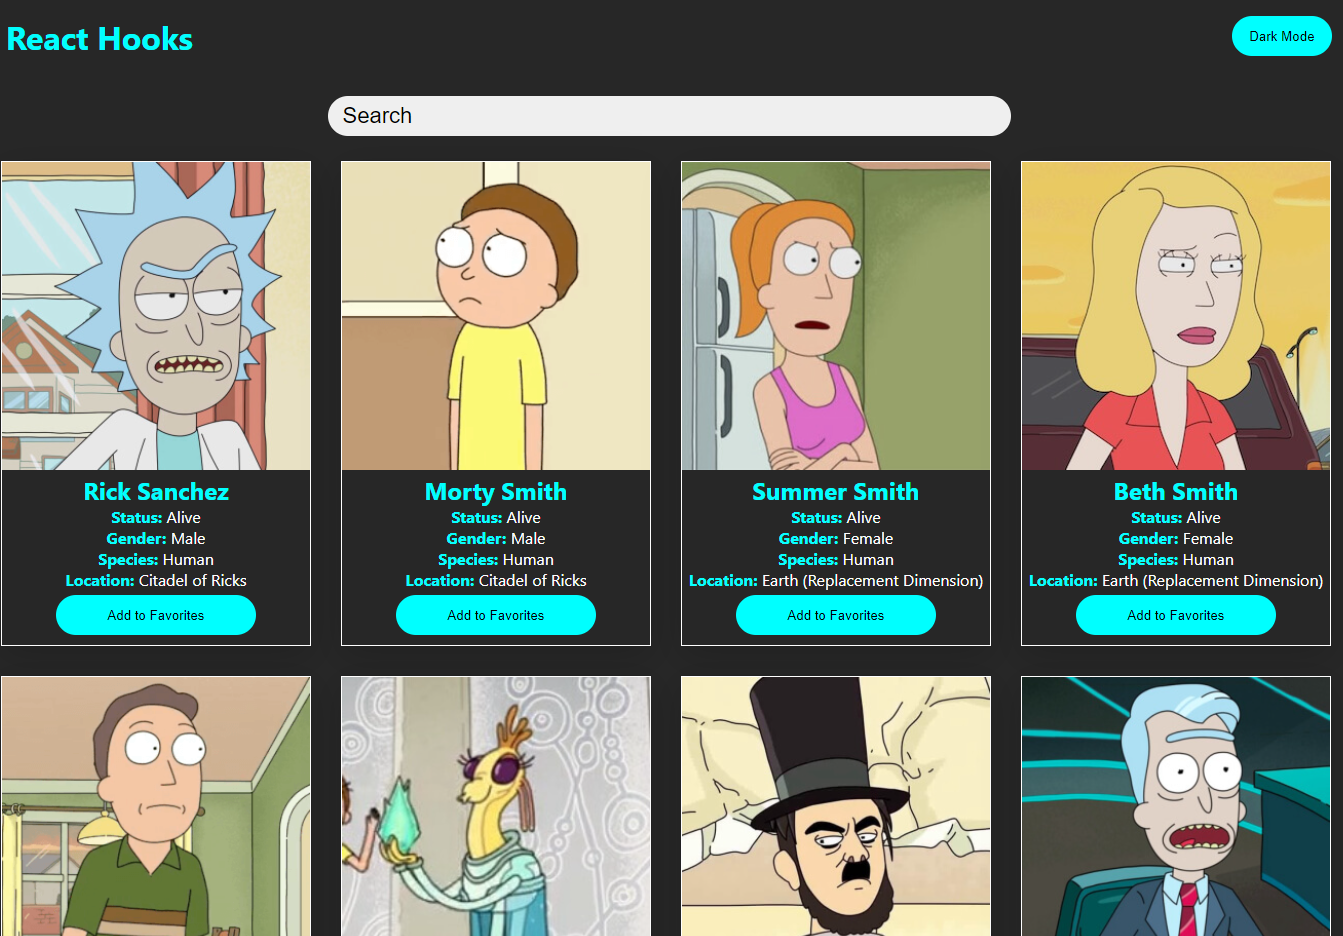 React Hooks
Dark Mode
Search
Rick Sanchez
Status: Alive
Gender: Male
Species: Human
Location: Citadel of Ricks
Add to Favorites
Morty Smith
Status: Alive
Gender: Male
Species: Human
Location: Citadel of Ricks
Add to Favorites
Summer Smith
Status: Alive
Gender: Female
Species: Human
Location: Earth (Replacement Dimension)
Add to Favorites
Beth Smith
Status: Alive
Gender: Female
Species: Human
Location: Earth (Replacement Dimension)
Add to Favorites